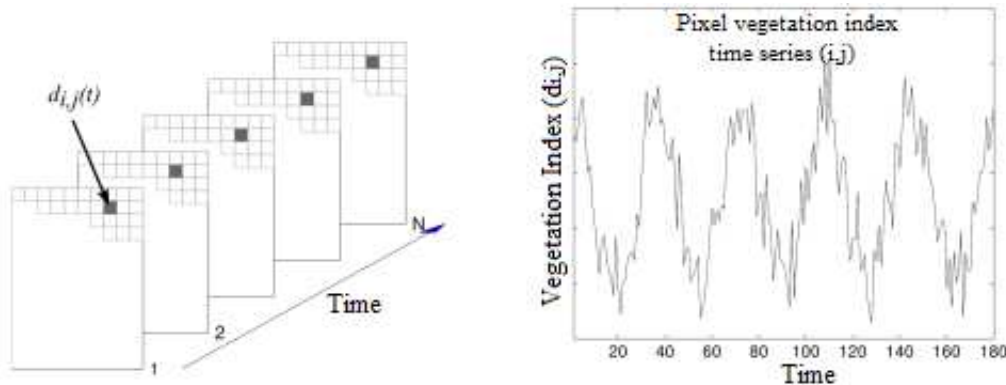 d_{i,j}(t)
N
Time
2
1
Pixel vegetation index
time series (i,j)
Vegetation Index (di,j)
20 40 60 80 100 120 140 160 180
Time